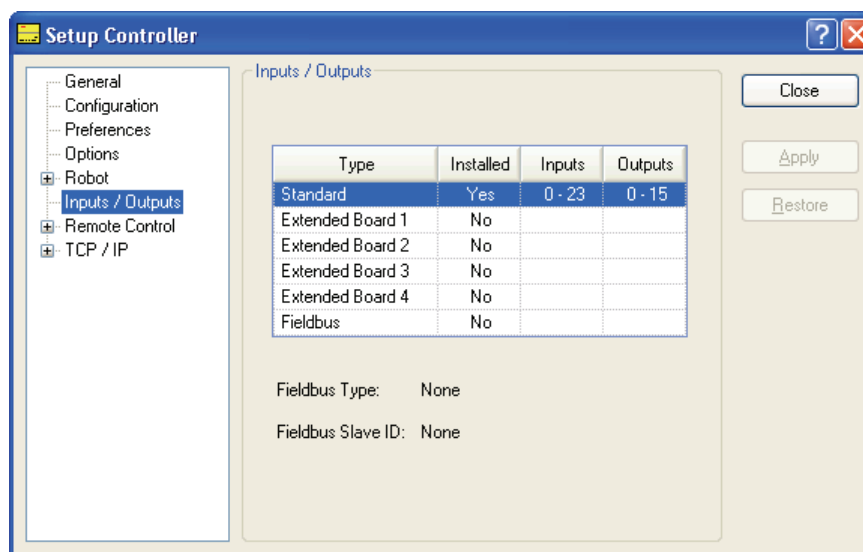 Setup Controller
General
Configuration
Preferences
Options
Robot
Inputs / Outputs
Remote Control
TCP / IP
Inputs / Outputs
Type Installed Inputs Outputs
Standard Yes 0 - 23 0 - 15
Extended Board 1 No
Extended Board 2 No
Extended Board 3 No
Extended Board 4 No
Fieldbus No
Fieldbus Type: None
Fieldbus Slave ID: None
Close
Apply
Restore